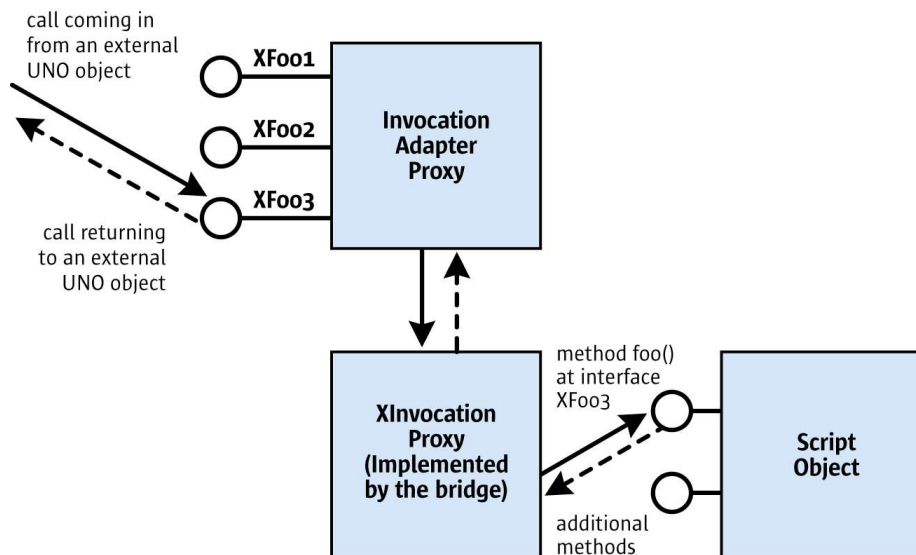 call coming in
from an external
UNO object
XFoo1
XFoo2
XFoo3
Invocation
Adapter
Proxy
call returning
to an external
UNO object
XInvocation
Proxy
(Implemented
by the bridge)
method foo()
at interface
XFoo3
additional
methods
Script
Object